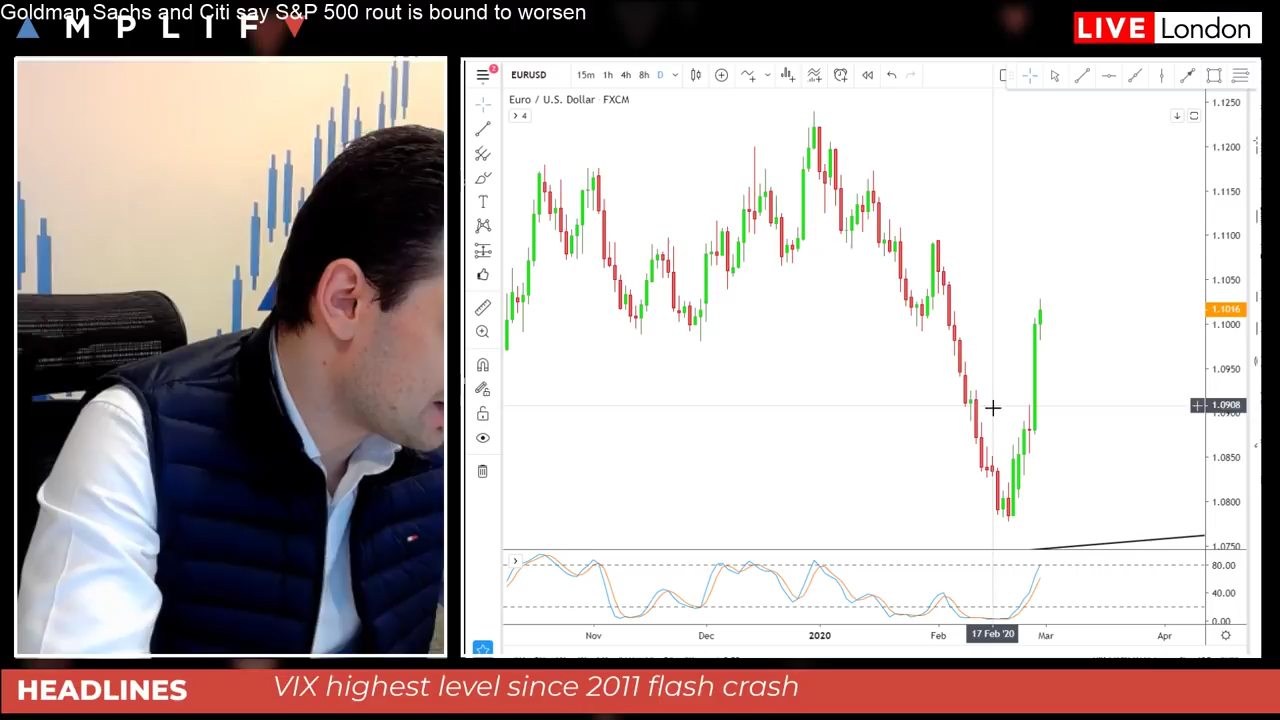 Goldman Sachs and Citi say S&P 500 rout is bound to worsen
MPLIF
LIVE London
2
EURUSD 15m 1h 4h 8h D
Euro / U.S. Dollar FXCM
4
1.1250
1.1200
1.1150
1.1100
1.1050
1.1016
1.1000
1.0950
1.0908
1.0850
1.0800
1.0750
80.00
40.00
0.00
Nov Dec 2020 Feb 17 Feb '20 Mar Apr
HEADLINES VIX highest level since 2011 flash crash